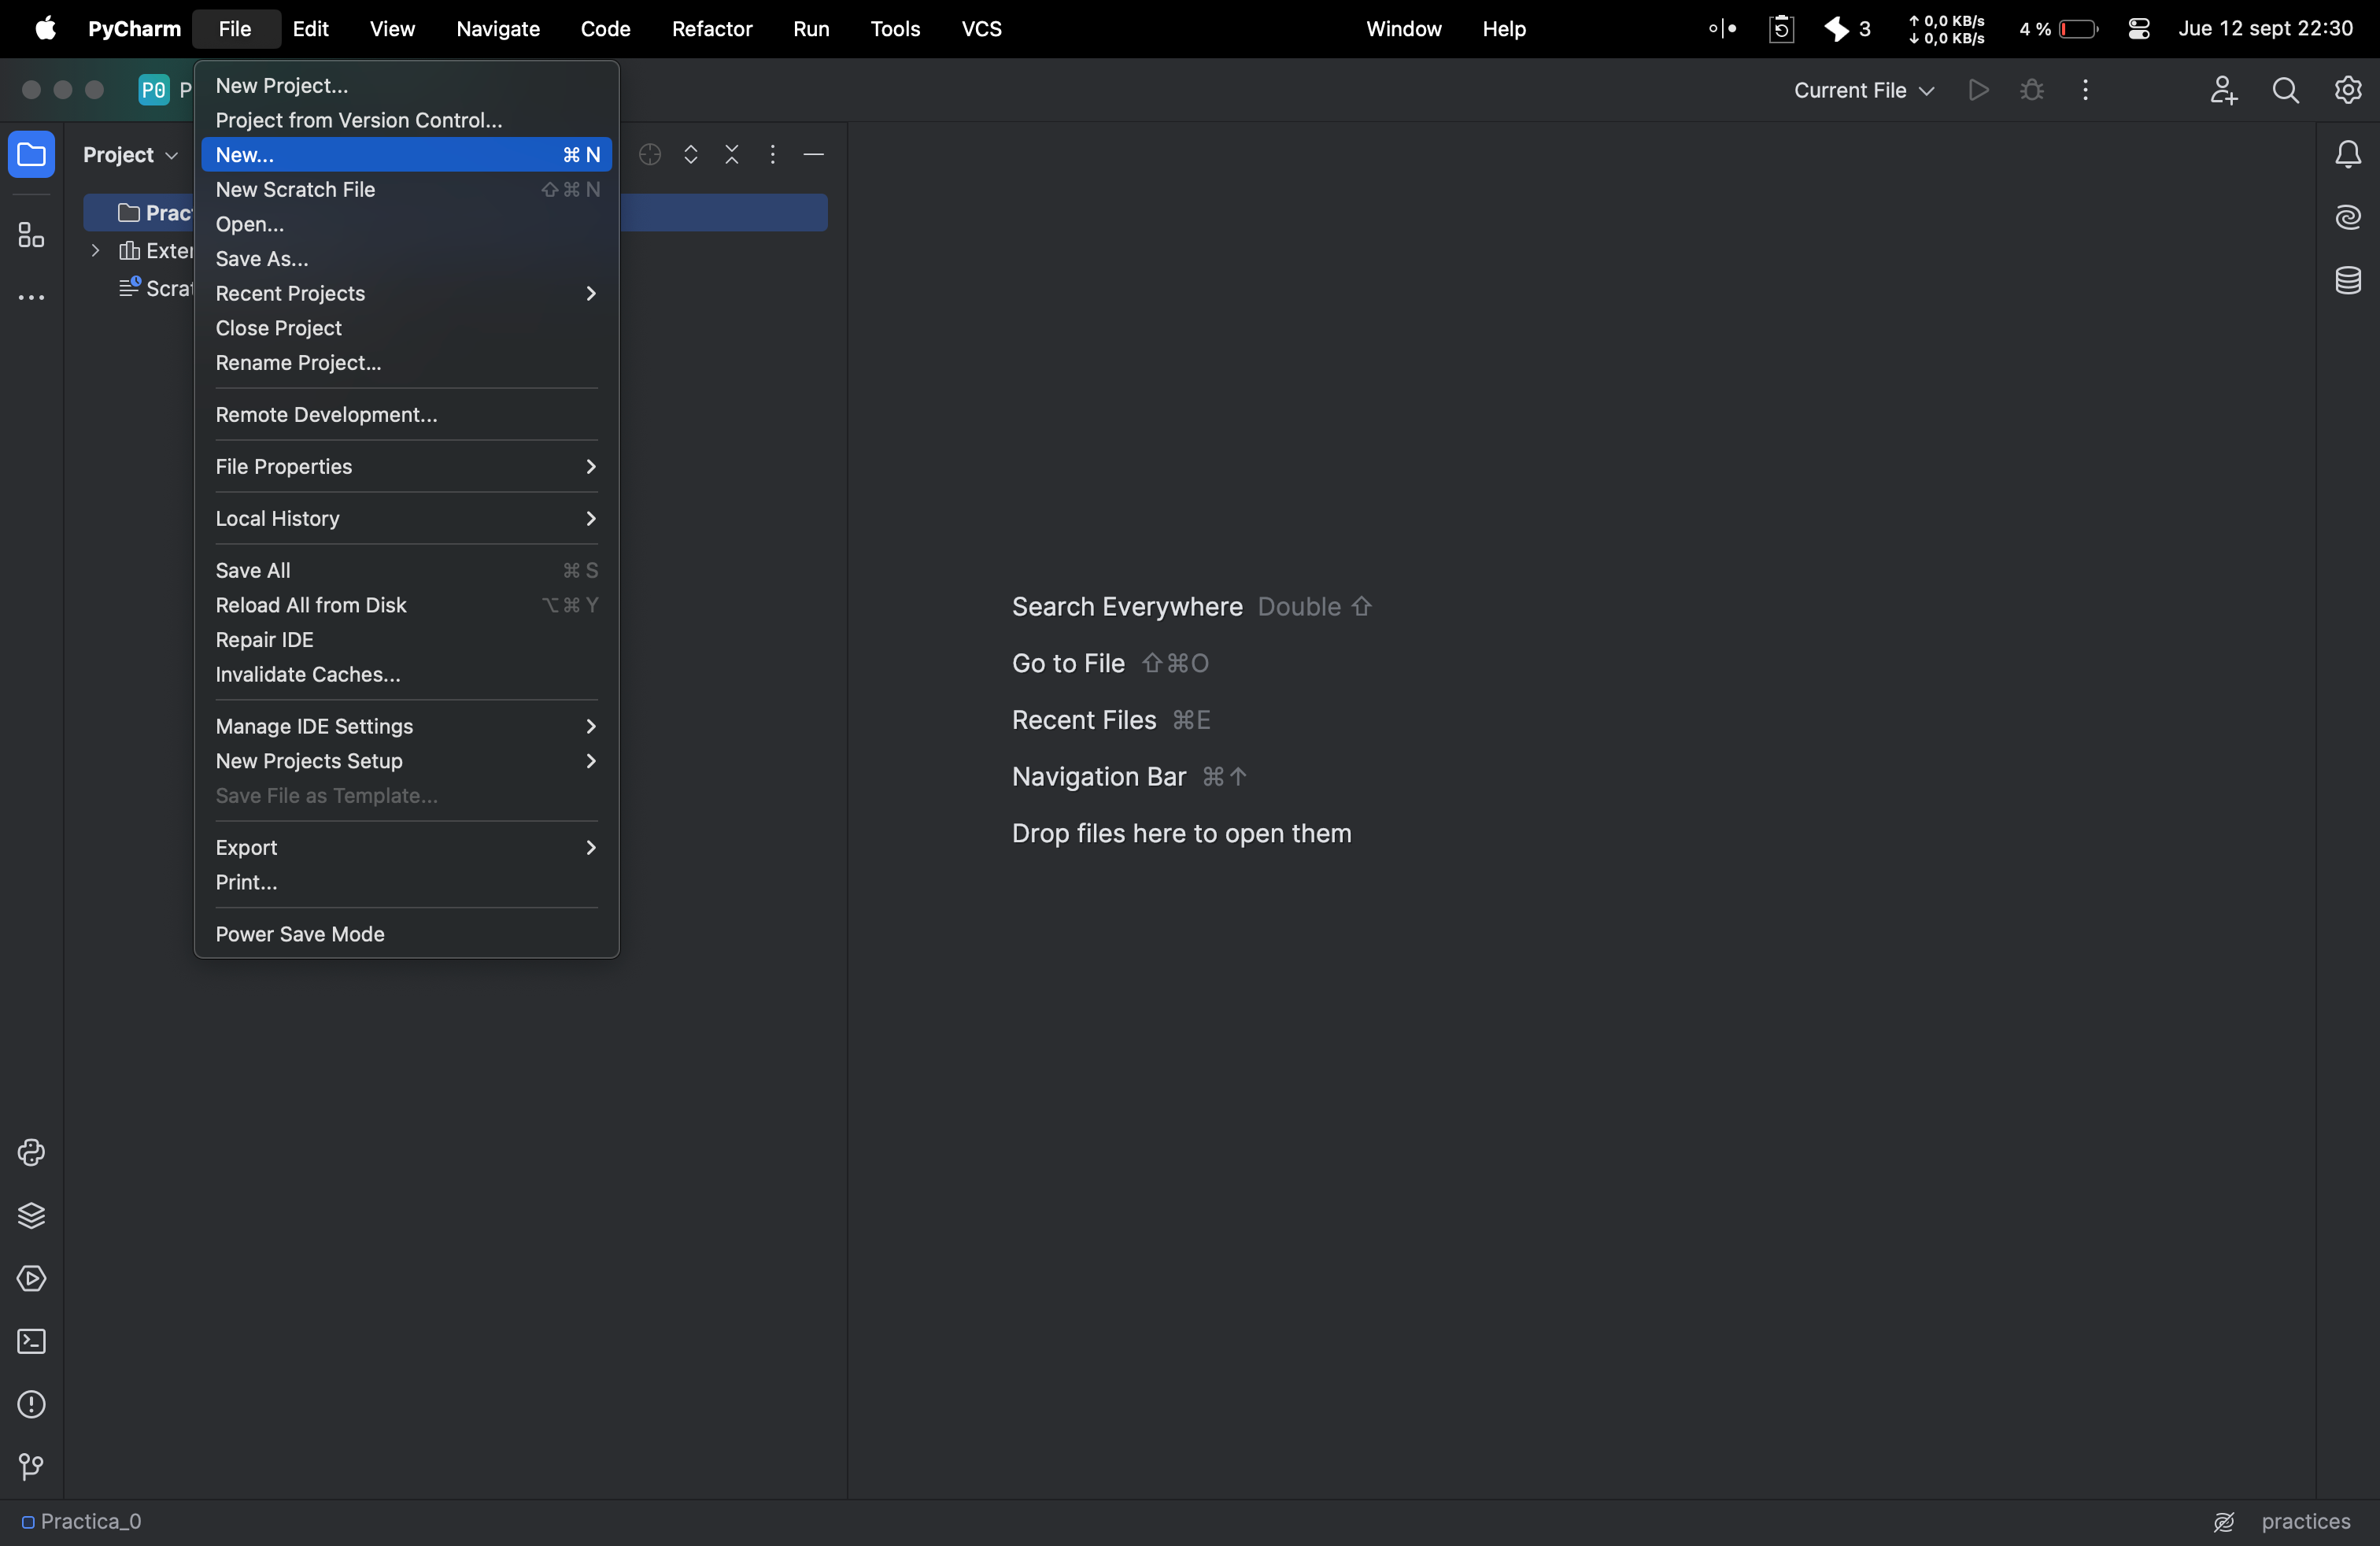 PyCharm File Edit View Navigate Code Refactor Run Tools VCS Window Help 3 ↑ 0,0 KB/s 4 % Jue 12 sept 22:30
↓ 0,0 KB/s
P0 P Current File
Project
New Project...
Project from Version Control...
New... ⌘ N
New Scratch File ⇧ ⌘ N
Open...
Save As...
Recent Projects
Close Project
Rename Project...
Remote Development...
File Properties
Local History
Save All ⌘ S
Reload All from Disk ⌥ ⌘ Y
Repair IDE
Invalidate Caches...
Manage IDE Settings
New Projects Setup
Save File as Template...
Export
Print...
Power Save Mode
Prac
Exter
Scra
Search Everywhere Double ⇧
Go to File ⇧⌘O
Recent Files ⌘E
Navigation Bar ⌘↑
Drop files here to open them
Practica_0 practices